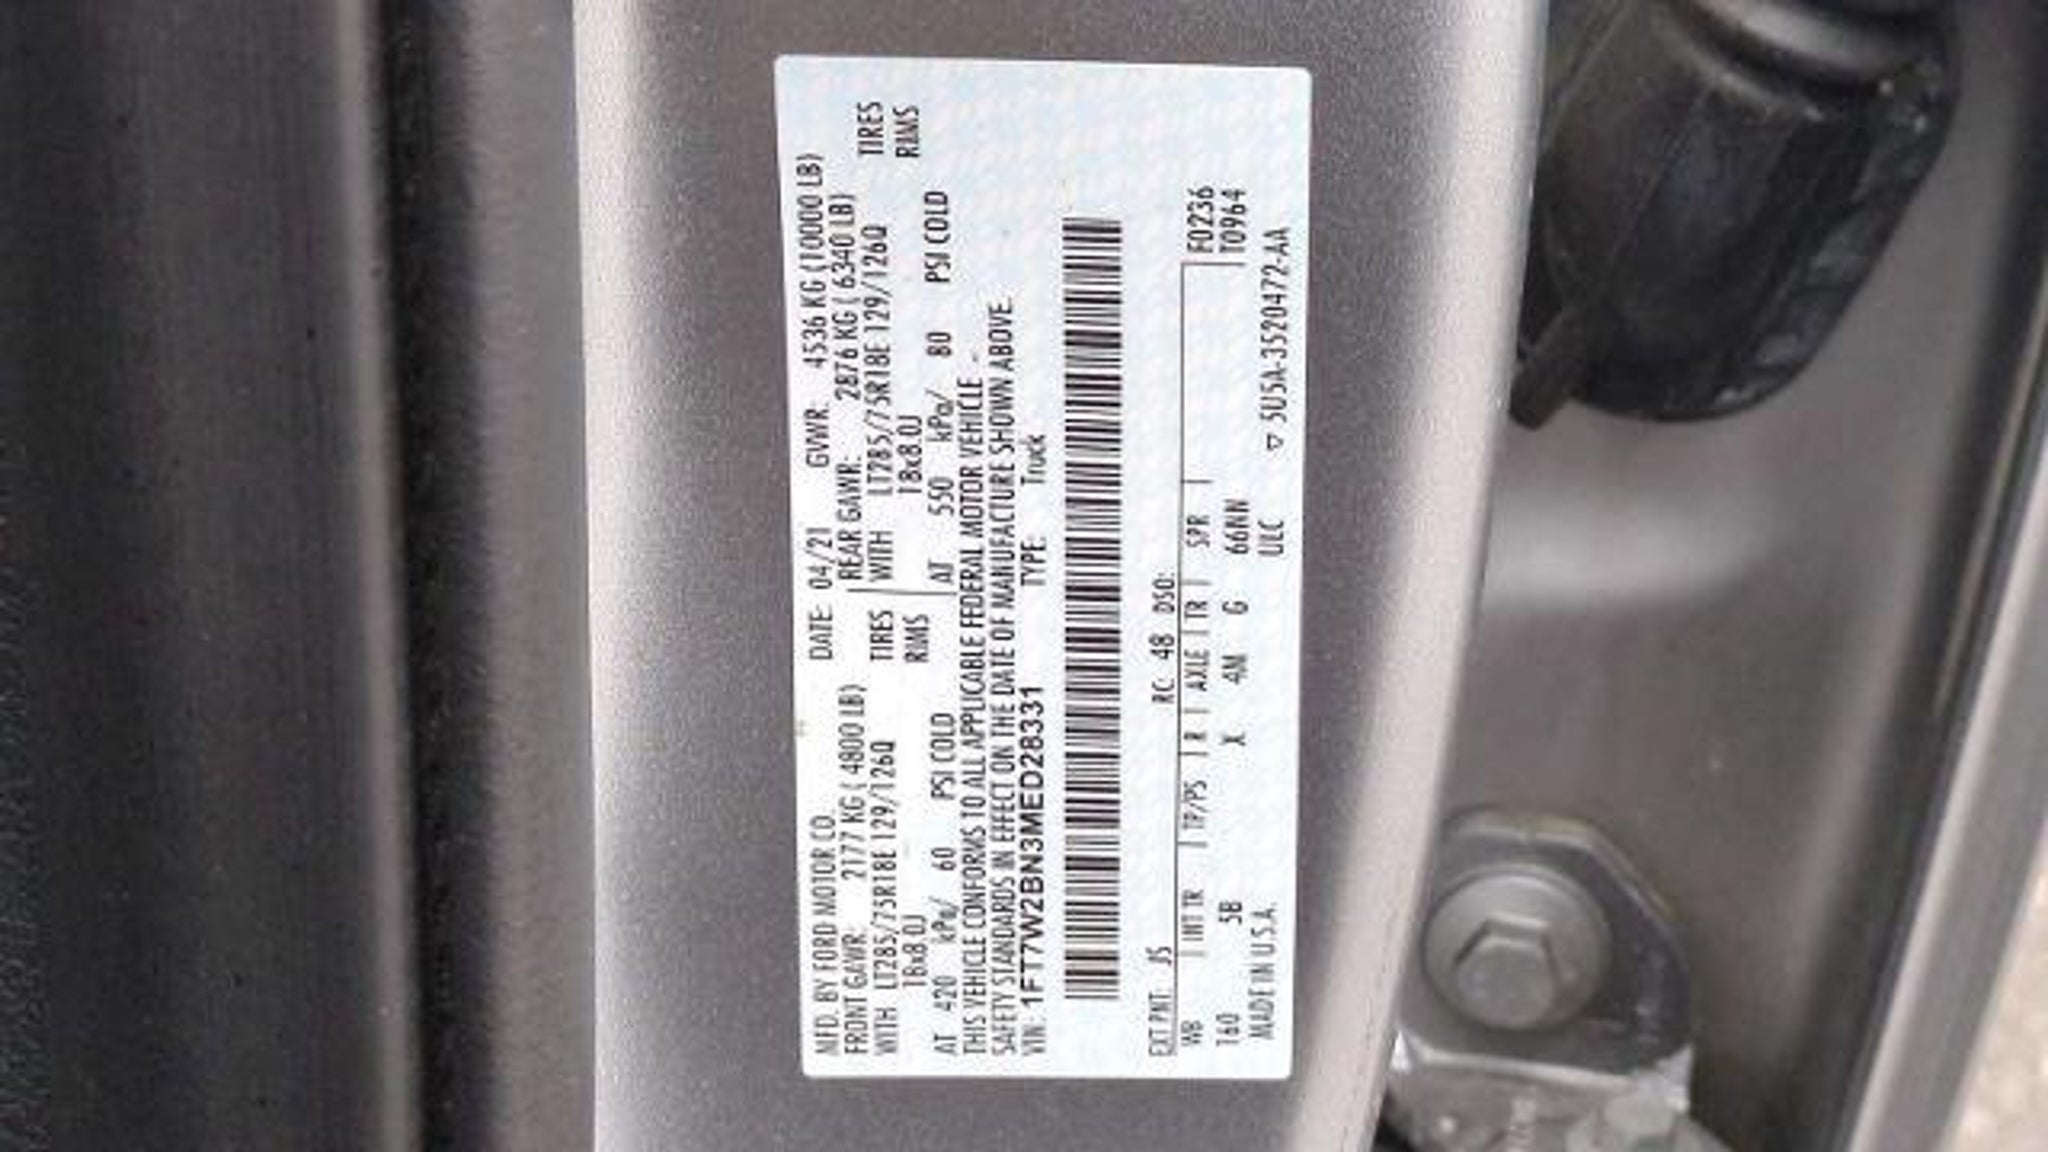 MFD. BY FORD MOTOR CO. DATE: 04/21 GVWR: 4536 KG (10000 LB)
FRONT GAWR: 2177 KG ( 4800 LB) REAR GAWR: 2876 KG ( 6340 LB)
WITH LT285/75R18E 129/126Q TIRES WITH LT285/75R18E 129/126Q TIRES
18x8.0J RIMS 18x8.0J RIMS
AT 420 kPa/ 60 PSI COLD AT 550 kPa/ 80 PSI COLD
THIS VEHICLE CONFORMS TO ALL APPLICABLE FEDERAL MOTOR VEHICLE
SAFETY STANDARDS IN EFFECT ON THE DATE OF MANUFACTURE SHOWN ABOVE.
VIN: 1FT7W2BN3MED28331 TYPE: Truck
EXT PNT: JS RC: 48 DSO:
WB INT TR TP/PS R AXLE TR SPR F0236
160 5B X 4M G 66NN T0964
MADE IN U.S.A. ULC ▽ 5U5A-3520472-AA